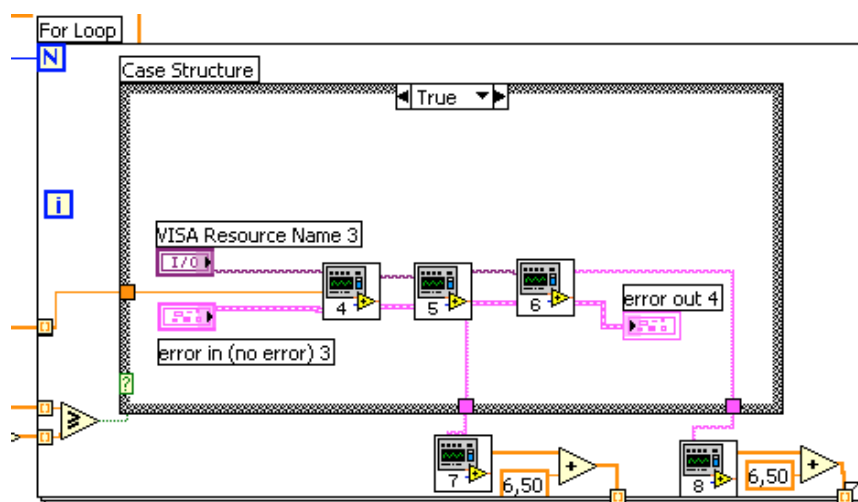 For Loop
N
Case Structure
True
i
VISA Resource Name 3
I/O
4
5
6
error out 4
error in (no error) 3
?
≥
7
6,50
+
8
6,50
+